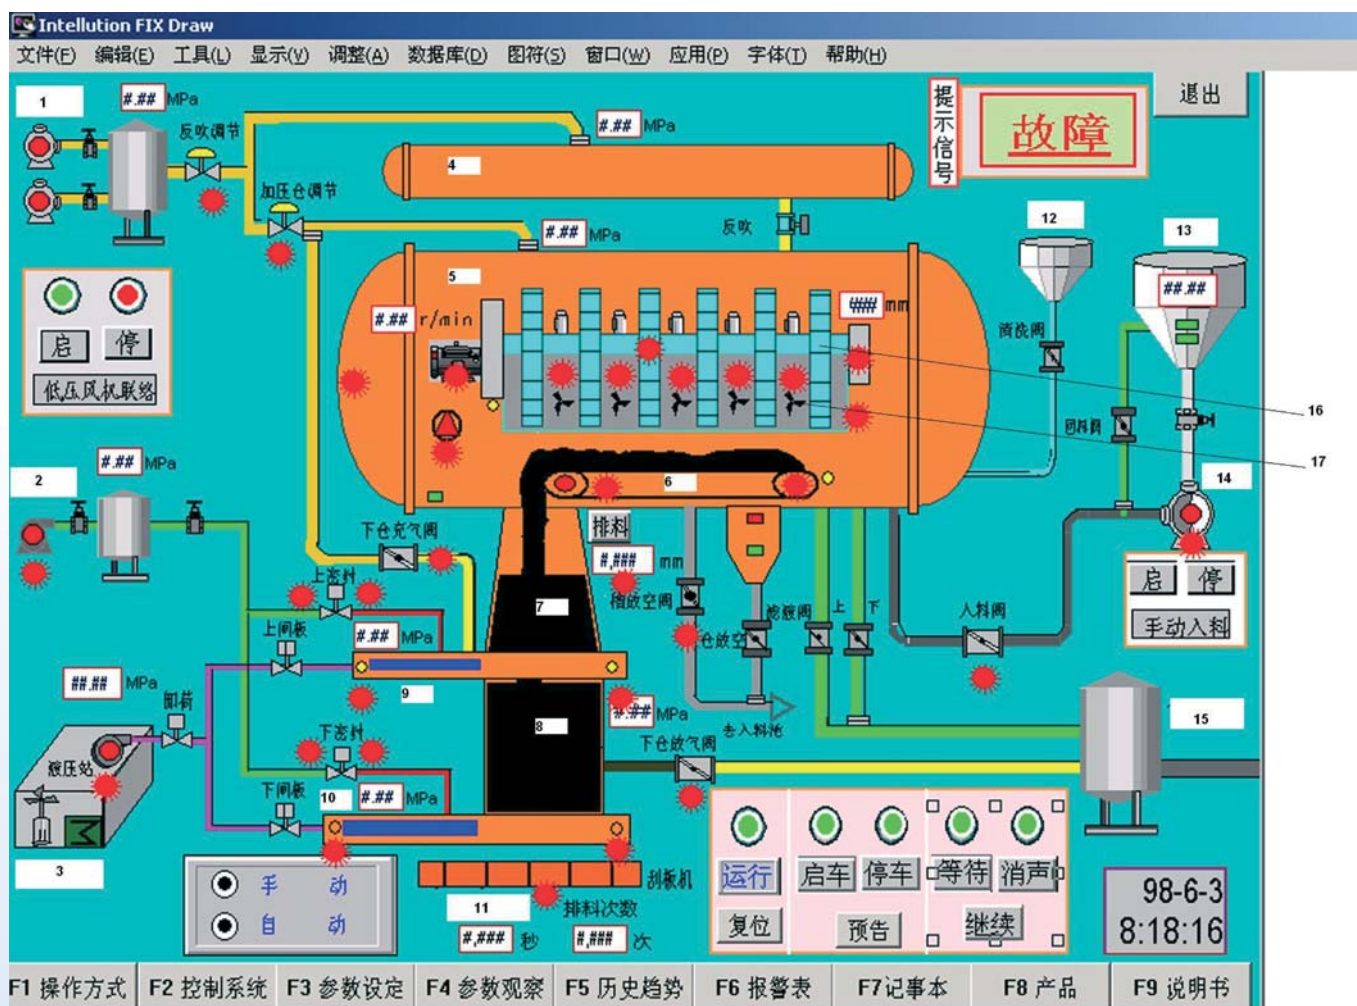 Intellution FIX Draw
文件(F) 编辑(E) 工具(L) 显示(V) 调整(A) 数据库(D) 图符(S) 窗口(W) 应用(P) 字体(T) 帮助(H)
退出
提示信号
故障
1
#.## MPa
反吹调节
#.## MPa
4
加压仓调节
#.## MPa
反吹
12
13
##.##
5
#.## r/min
#### mm
清洗阀
启 停
低压风机联络
16
回料阀
17
2
#.## MPa
6
14
下仓充气阀
排料
#,### mm
启 停
手动入料
上密封
7
槽放空阀
仓放空
滤液阀
上 下
入料阀
上闸板
#.## MPa
9
##.## MPa
卸荷
8
#.## MPa
去入料池
15
液压站
下密封
下仓放气阀
下闸板
10
#.## MPa
3
手 动
自 动
刮板机
11
排料次数
#,### 秒 #,### 次
运行 启车 停车 等待 消声
复位 预告 继续
98-6-3
8:18:16
F1 操作方式 F2 控制系统 F3 参数设定 F4 参数观察 F5 历史趋势 F6 报警表 F7记事本 F8 产品 F9 说明书